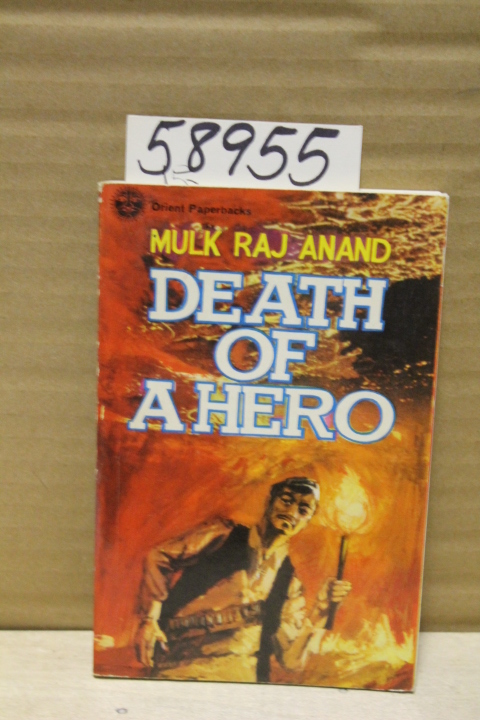 58955
Orient Paperbacks
MULK RAJ ANAND
DEATH
OF
A HERO